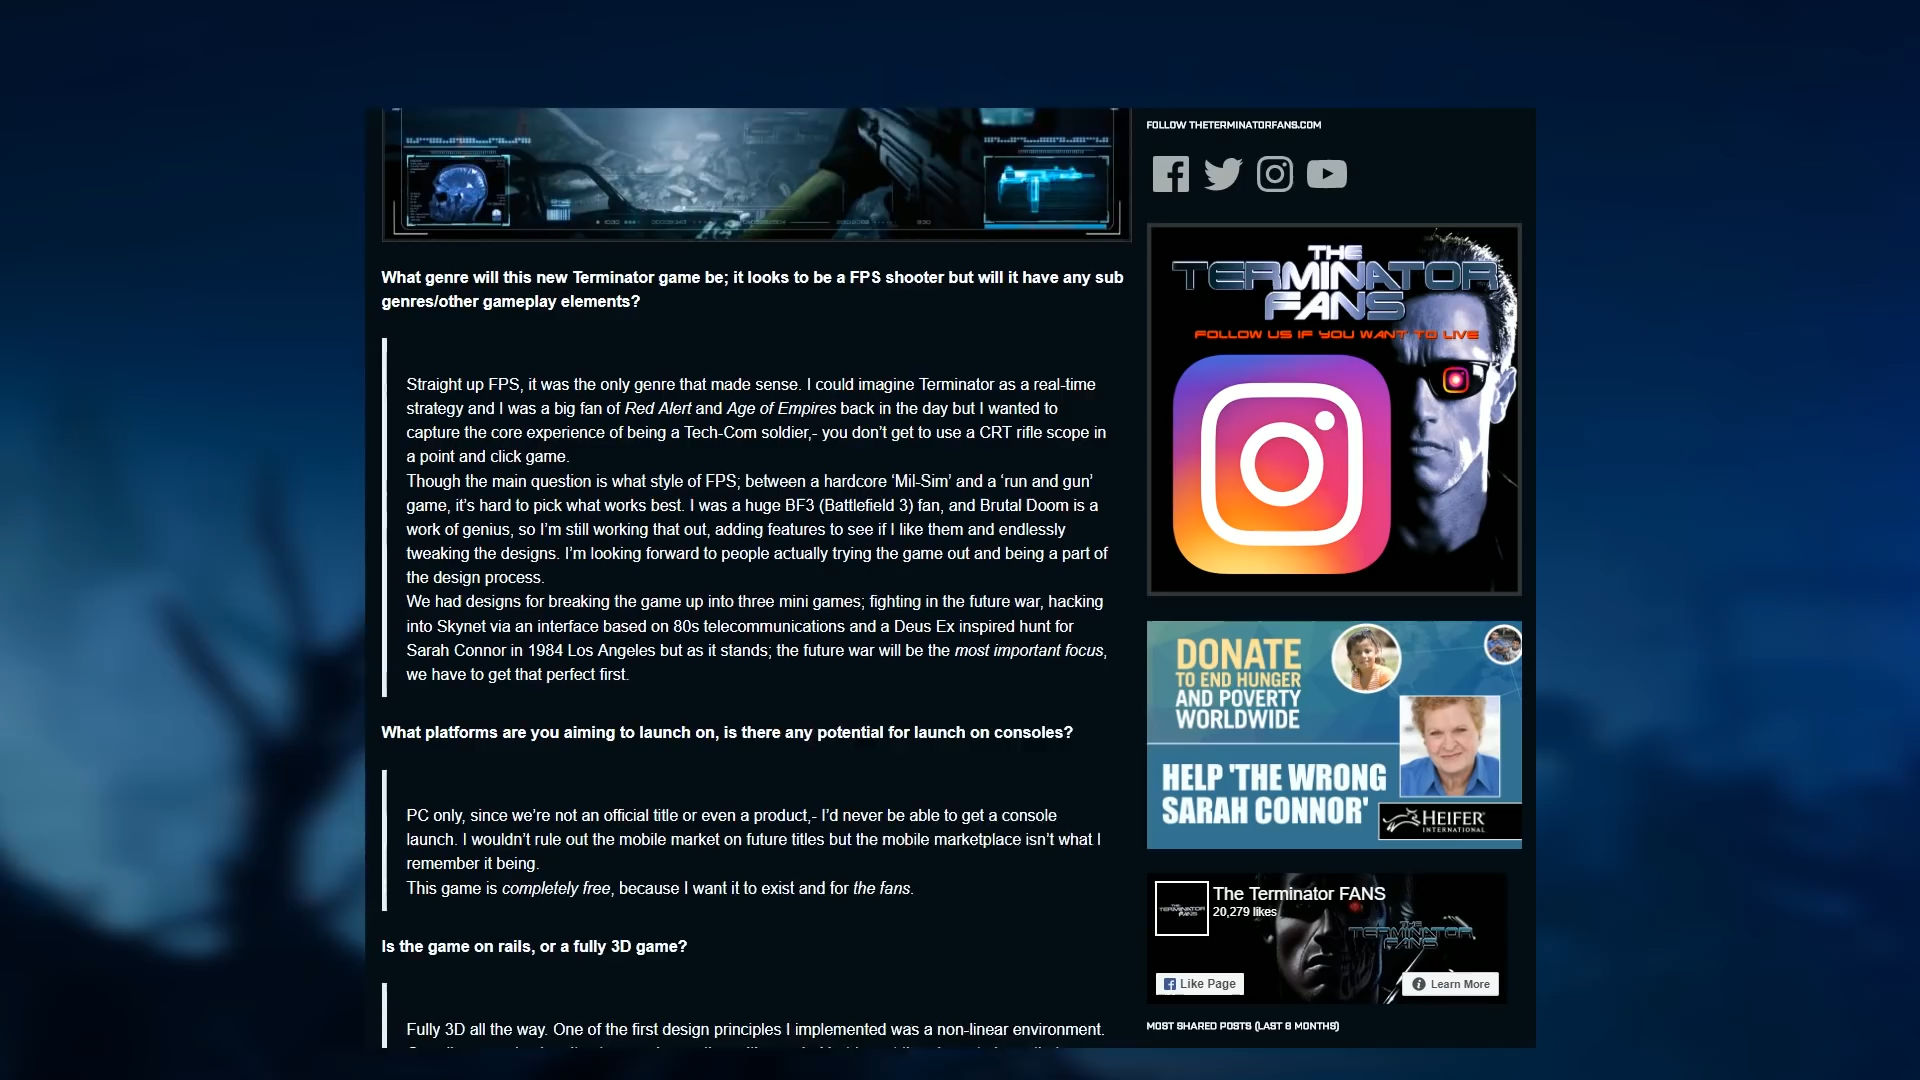 What genre will this new Terminator game be; it looks to be a FPS shooter but will it have any sub
genres/other gameplay elements?
Straight up FPS, it was the only genre that made sense. I could imagine Terminator as a real-time
strategy and I was a big fan of Red Alert and Age of Empires back in the day but I wanted to
capture the core experience of being a Tech-Com soldier,- you don’t get to use a CRT rifle scope in
a point and click game.
Though the main question is what style of FPS; between a hardcore ‘Mil-Sim’ and a ‘run and gun’
game, it’s hard to pick what works best. I was a huge BF3 (Battlefield 3) fan, and Brutal Doom is a
work of genius, so I’m still working that out, adding features to see if I like them and endlessly
tweaking the designs. I’m looking forward to people actually trying the game out and being a part of
the design process.
We had designs for breaking the game up into three mini games; fighting in the future war, hacking
into Skynet via an interface based on 80s telecommunications and a Deus Ex inspired hunt for
Sarah Connor in 1984 Los Angeles but as it stands; the future war will be the most important focus,
we have to get that perfect first.
What platforms are you aiming to launch on, is there any potential for launch on consoles?
PC only, since we’re not an official title or even a product,- I’d never be able to get a console
launch. I wouldn’t rule out the mobile market on future titles but the mobile marketplace isn’t what I
remember it being.
This game is completely free, because I want it to exist and for the fans.
Is the game on rails, or a fully 3D game?
Fully 3D all the way. One of the first design principles I implemented was a non-linear environment.
FOLLOW THETERMINATORFANS.COM
THE
TERMINATOR
FANS
FOLLOW US IF YOU WANT TO LIVE
DONATE
TO END HUNGER
AND POVERTY
WORLDWIDE
HELP 'THE WRONG
SARAH CONNOR'
HEIFER
INTERNATIONAL
The Terminator FANS
20,279 likes
THE
TERMINATOR
FANS
Like Page
Learn More
MOST SHARED POSTS (LAST 6 MONTHS)